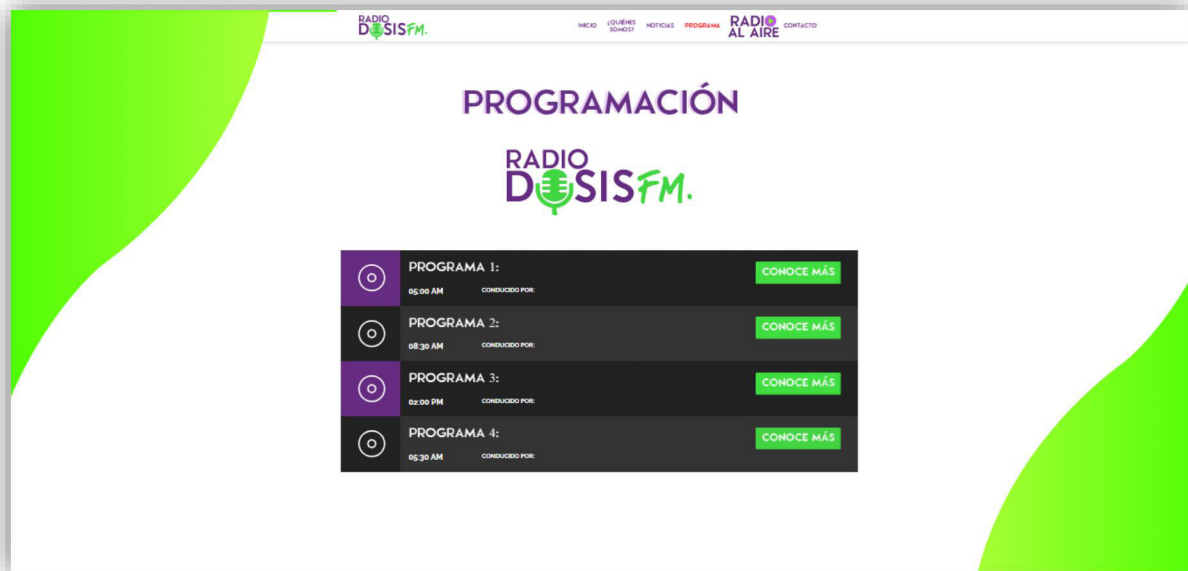 RADIO
DOSIS FM.
INICIO
¿QUIÉNES
SOMOS?
NOTICIAS
PROGRAMA
RADIO
AL AIRE
CONTACTO
PROGRAMACIÓN
RADIO
DOSIS FM.
PROGRAMA 1:
CONOCE MÁS
05:00 AM CONDUCIDO POR:
PROGRAMA 2:
CONOCE MÁS
08:30 AM CONDUCIDO POR:
PROGRAMA 3:
CONOCE MÁS
02:00 PM CONDUCIDO POR:
PROGRAMA 4:
CONOCE MÁS
05:30 AM CONDUCIDO POR: